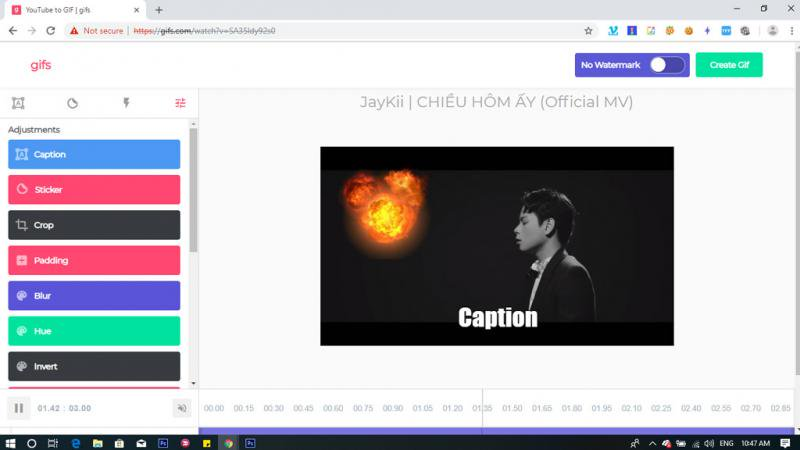 YouTube to GIF | gifs
Not secure | https://gifs.com/watch?v=SA35ldy92s0
gifs
No Watermark
Create Gif
JayKii | CHIỀU HÔM ẤY (Official MV)
Adjustments
Caption
Sticker
Crop
Padding
Blur
Hue
Invert
Caption
01.42 : 03.00
00.00 00.15 00.30 00.45 00.60 00.75 00.90 01.05 01.20 01.35 01.50 01.65 01.80 01.95 02.10 02.25 02.40 02.55 02.70 02.85
ENG 10:47 AM